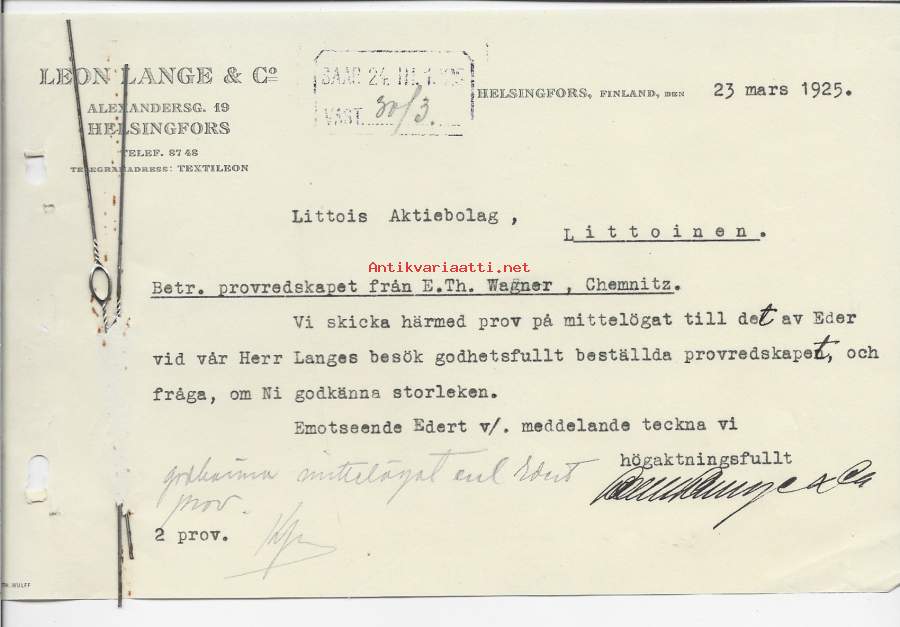 LEON LANGE & Cº
ALEXANDERSG. 19
HELSINGFORS
TELEF. 87 48
TELEGRAMADRESS: TEXTILEON
SAAP. 24. III. 1925
VAST. 30/3.
HELSINGFORS, FINLAND, DEN 23 mars 1925.
Littois Aktiebolag,
Littoinen.
Antikvariaatti.net
Betr. provredskapet från E.Th. Wagner, Chemnitz.
Vi skicka härmed prov på mittelögat till det av Eder
vid vår Herr Langes besök godhetsfullt beställda provredskapet, och
fråga, om Ni godkänna storleken.
Emotseende Edert v/. meddelande teckna vi
högaktningsfullt
godkänna mittelögat enl Edert
prov.
2 prov.
WULFF